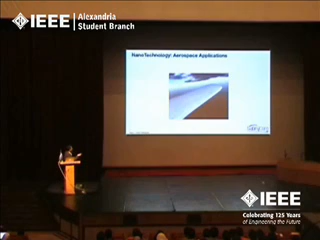 IEEE Alexandria
Student Branch
NanoTechnology: Aerospace Applications
IEEE
Celebrating 125 Years
of Engineering the Future